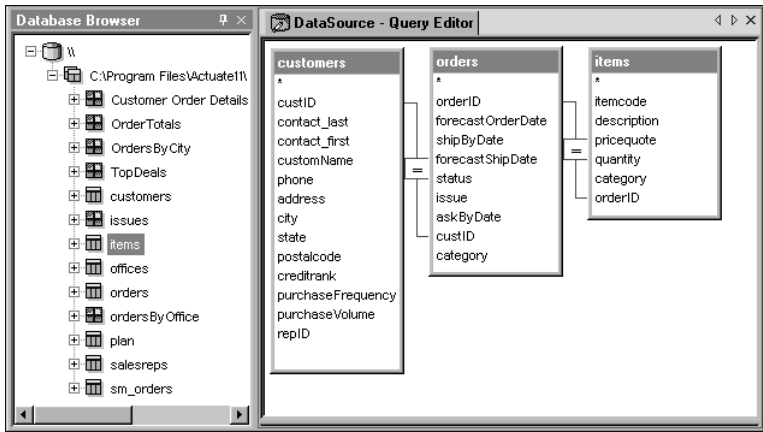 Database Browser
\\
C:\Program Files\Actuate11\
Customer Order Details
OrderTotals
OrdersByCity
TopDeals
customers
issues
items
offices
orders
ordersByOffice
plan
salesreps
sm_orders
DataSource - Query Editor
customers
*
custID
contact_last
contact_first
customName
phone
address
city
state
postalcode
creditrank
purchaseFrequency
purchaseVolume
repID
=
orders
*
orderID
forecastOrderDate
shipByDate
forecastShipDate
status
issue
askByDate
custID
category
=
items
*
itemcode
description
pricequote
quantity
category
orderID